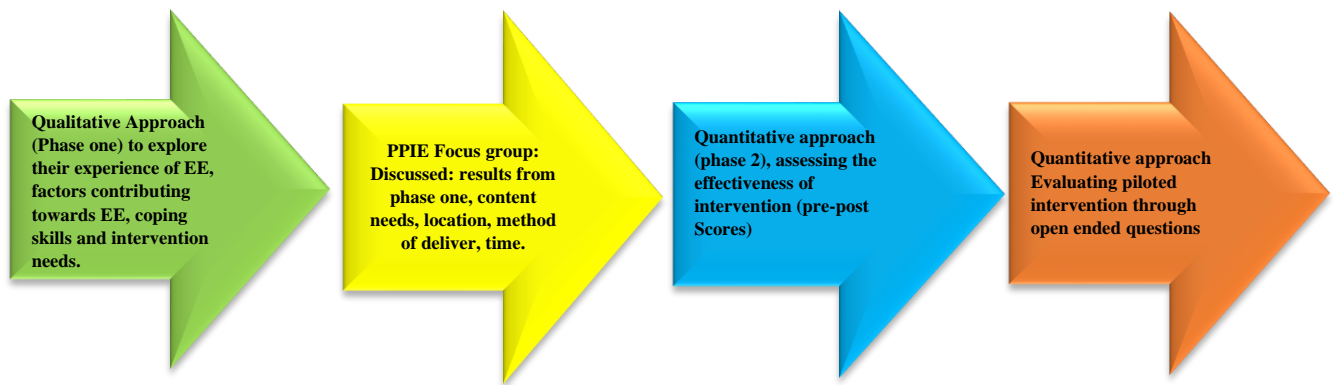 Qualitative Approach
(Phase one) to explore
their experience of EE,
factors contributing
towards EE, coping
skills and intervention
needs.
PPIE Focus group:
Discussed: results from
phase one, content
needs, location, method
of deliver, time.
Quantitative approach
(phase 2), assessing the
effectiveness of
intervention (pre-post
Scores)
Quantitative approach
Evaluating piloted
intervention through
open ended questions